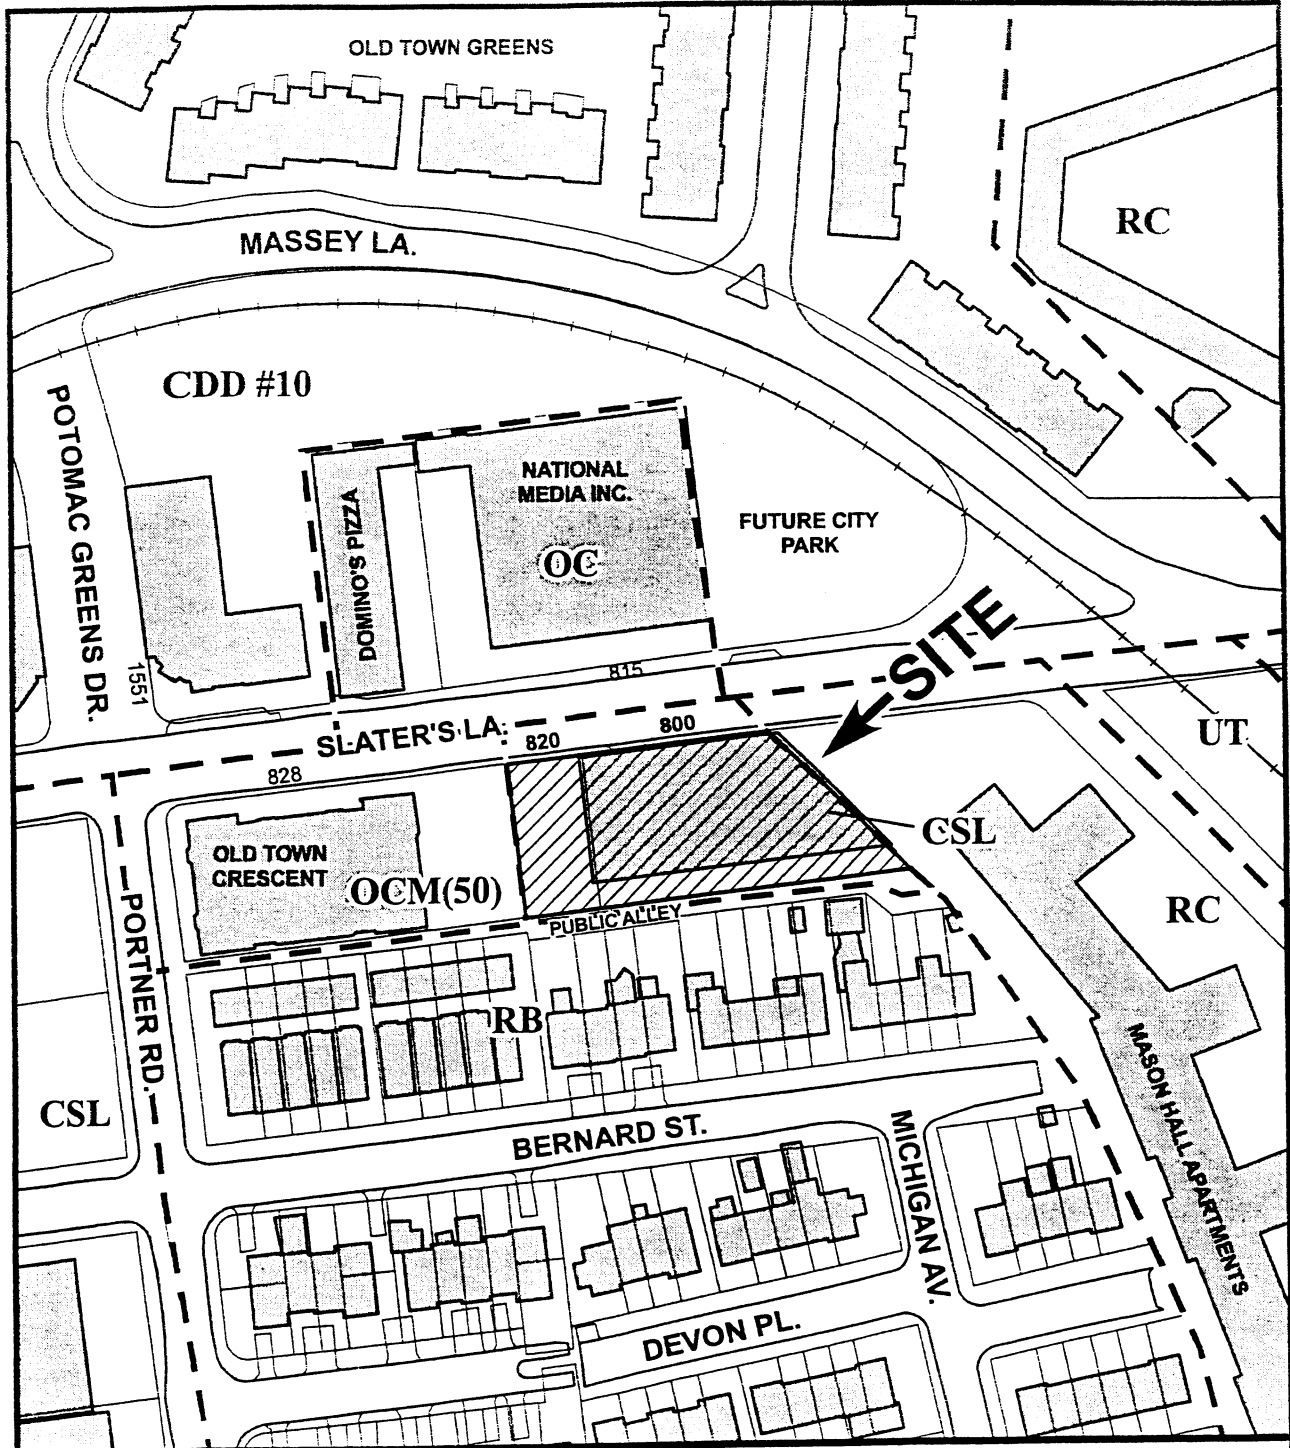 OLD TOWN GREENS
RC
MASSEY LA.
CDD #10
POTOMAC GREENS DR.
NATIONAL
MEDIA INC.
DOMINO'S PIZZA
OC
FUTURE CITY
PARK
SITE
1551
815
SLATER'S LA.
820
800
UT
828
CSL
OLD TOWN
CRESCENT
OCM(50)
RC
PUBLIC ALLEY
PORTNER RD.
RB
MASON HALL APARTMENTS
CSL
BERNARD ST.
MICHIGAN AV.
DEVON PL.